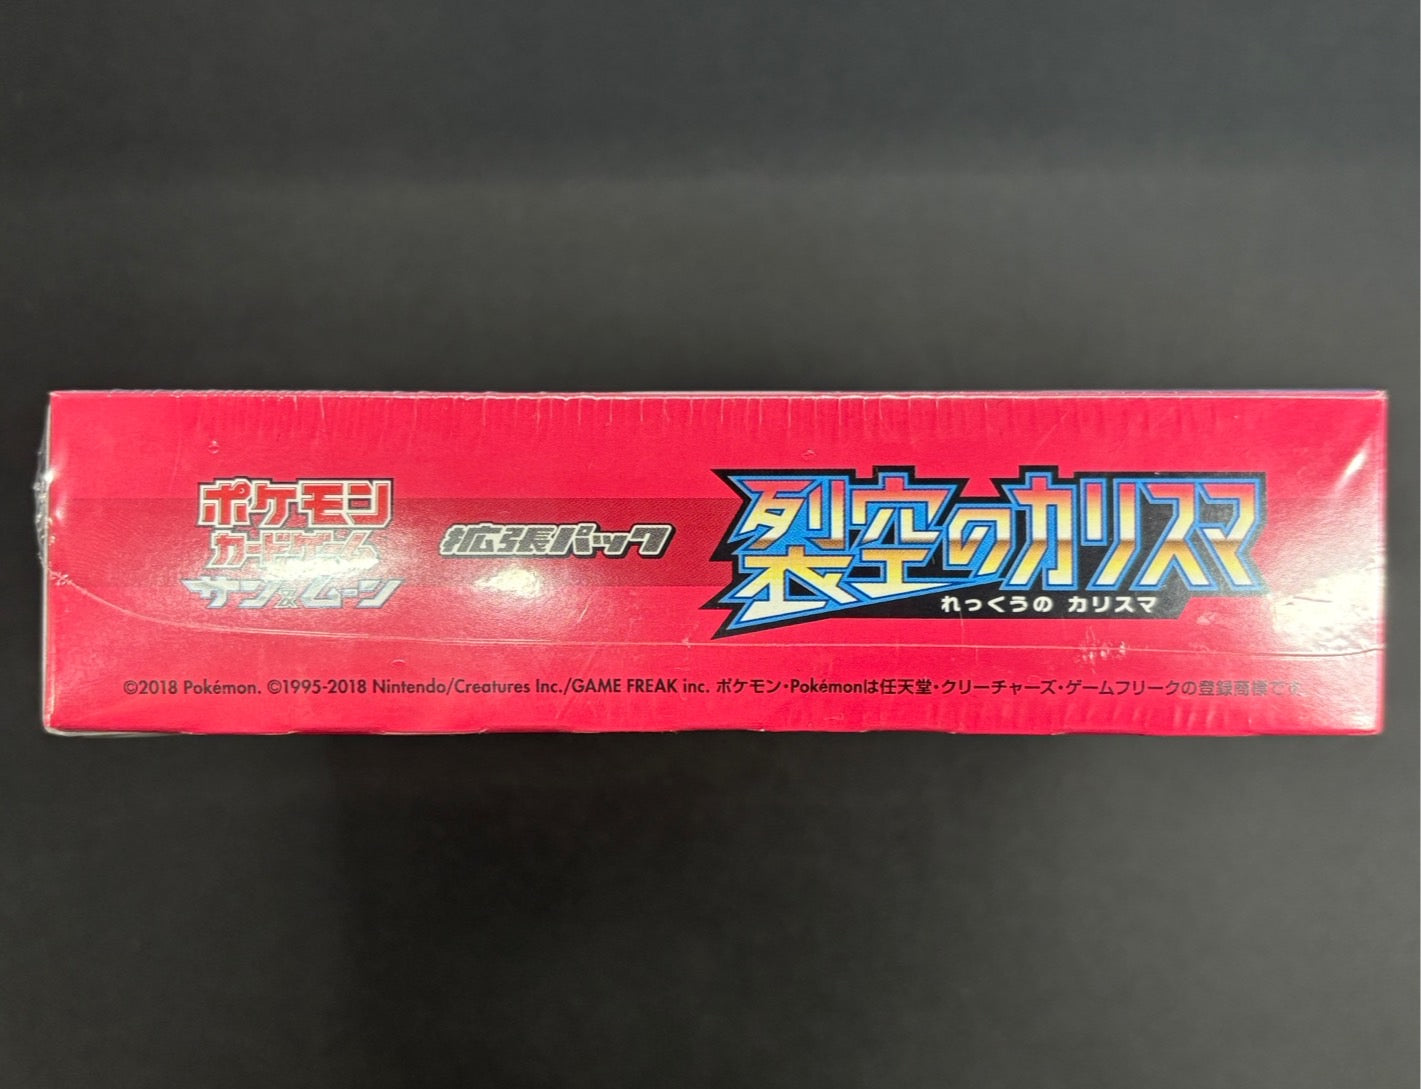 ポケモン
カードゲーム
サン&ムーン
拡張パック
裂空のカリスマ
れっくうの カリスマ
©2018 Pokémon. ©1995-2018 Nintendo/Creatures Inc./GAME FREAK inc. ポケモン・Pokémonは任天堂・クリーチャーズ・ゲームフリークの登録商標です